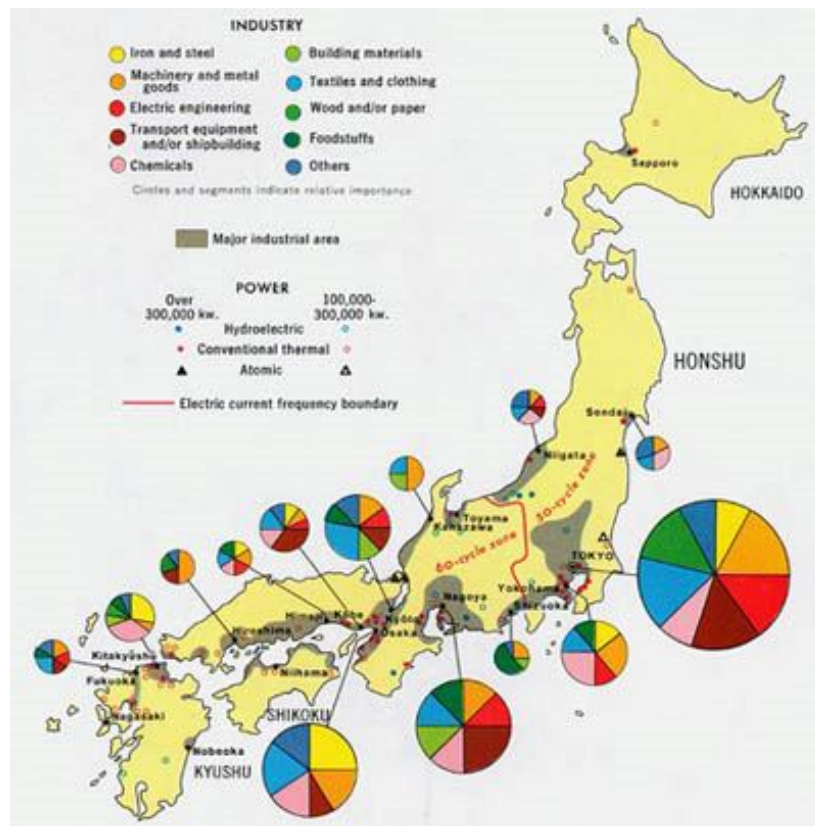 INDUSTRY
Iron and steel
Machinery and metal
goods
Electric engineering
Transport equipment
and/or shipbuilding
Chemicals
Building materials
Textiles and clothing
Wood and/or paper
Foodstuffs
Others
Circles and segments indicate relative importance
Major industrial area
POWER
Over
300,000 kw.
100,000-
300,000 kw.
Hydroelectric
Conventional thermal
Atomic
Electric current frequency boundary
Sapporo
HOKKAIDO
HONSHU
Sendai
Niigata
50-cycle zone
Toyama
Kanazawa
60-cycle zone
TOKYO
Yokohama
Nagoya
Shizuoka
Kyōto
Kōbe
Himeji
Osaka
Hiroshima
Kitakyūshū
Fukuoka
Niihama
Nagasaki
SHIKOKU
Nobeoka
KYUSHU